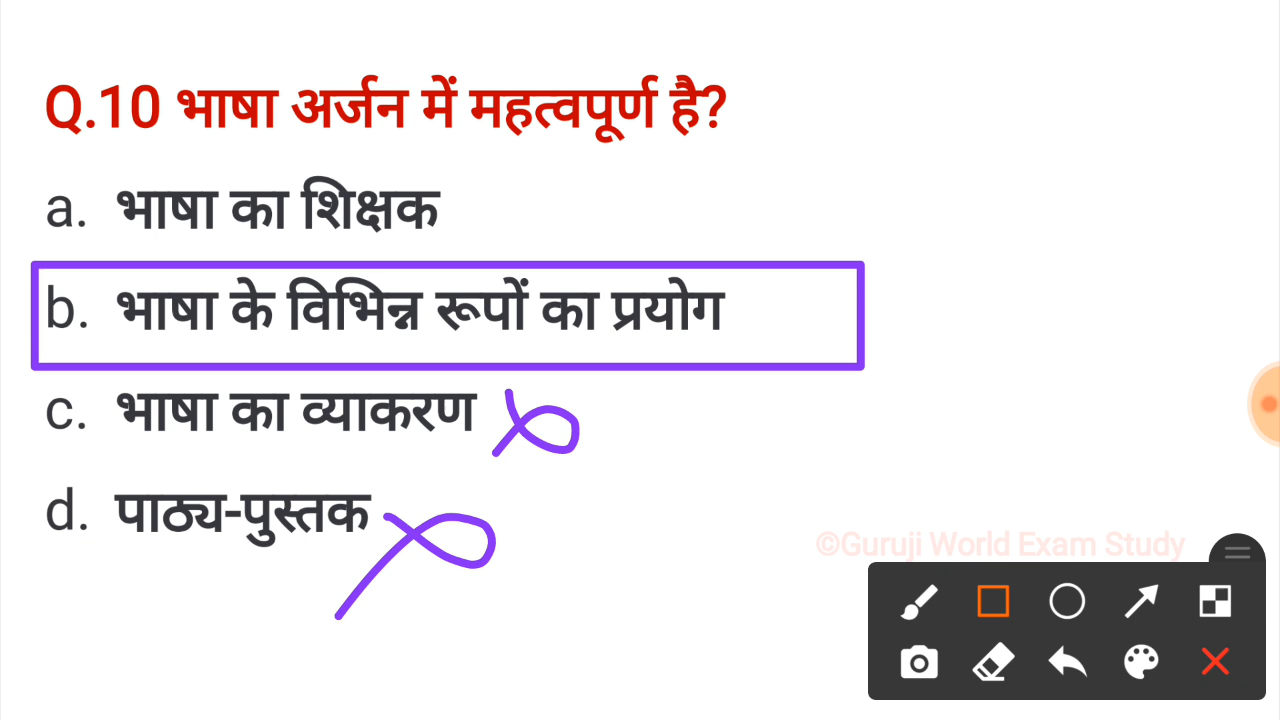 Q.10 भाषा अर्जन में महत्वपूर्ण है?
a. भाषा का शिक्षक
b. भाषा के विभिन्न रूपों का प्रयोग
c. भाषा का व्याकरण
d. पाठ्य-पुस्तक
©Guruji World Exam Study